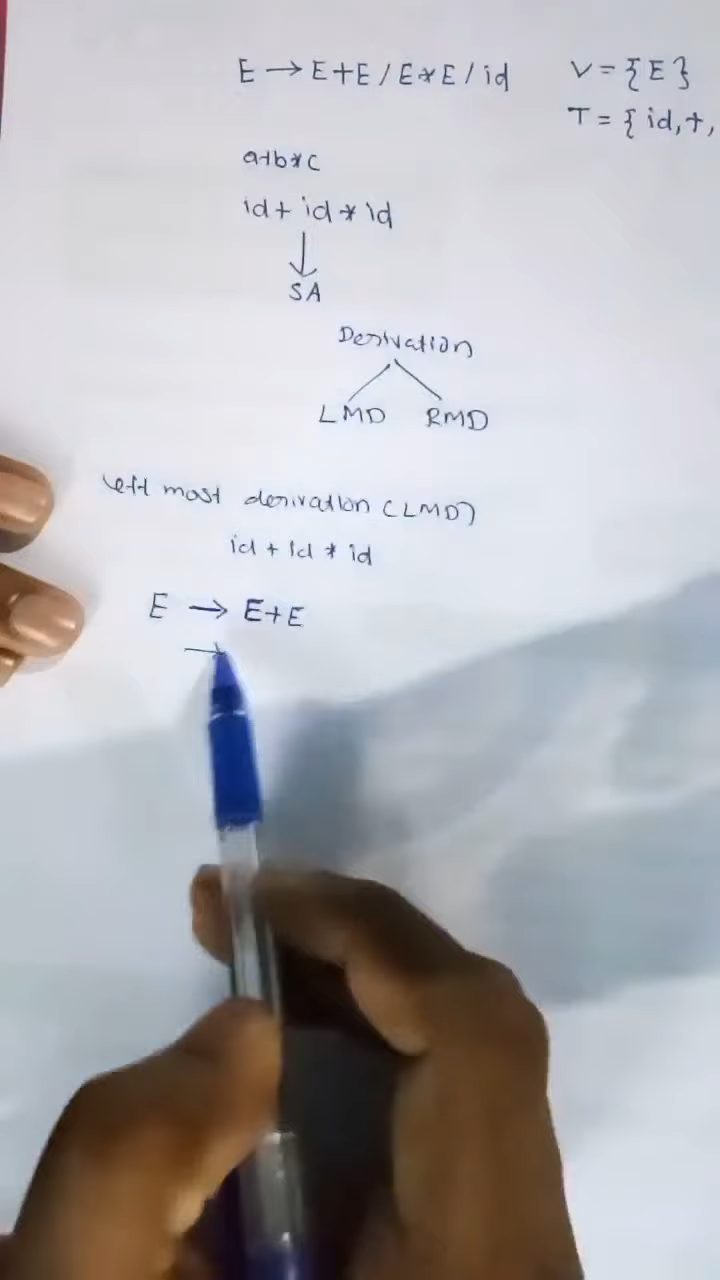 E → E+E / E*E / id V = {E}
T = {id, +,
a+b*c
id + id * id
↓
SA
Derivation
LMD RMD
Left most derivation (LMD)
id + id * id
E → E+E
→